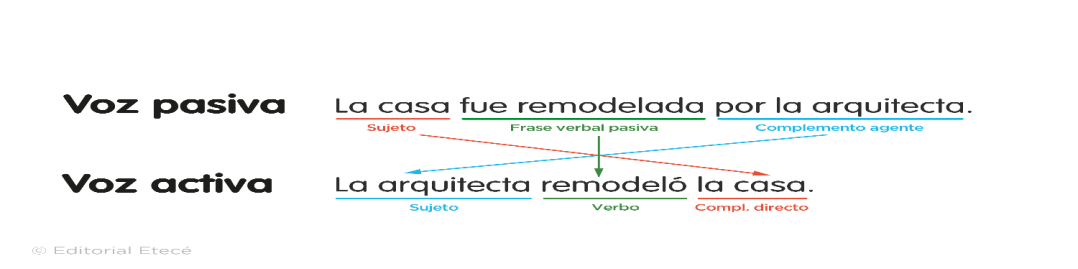 Voz pasiva La casa fue remodelada por la arquitecta.
Sujeto Frase verbal pasiva Complemento agente
Voz activa La arquitecta remodeló la casa.
Sujeto Verbo Compl. directo
© Editorial Etecé